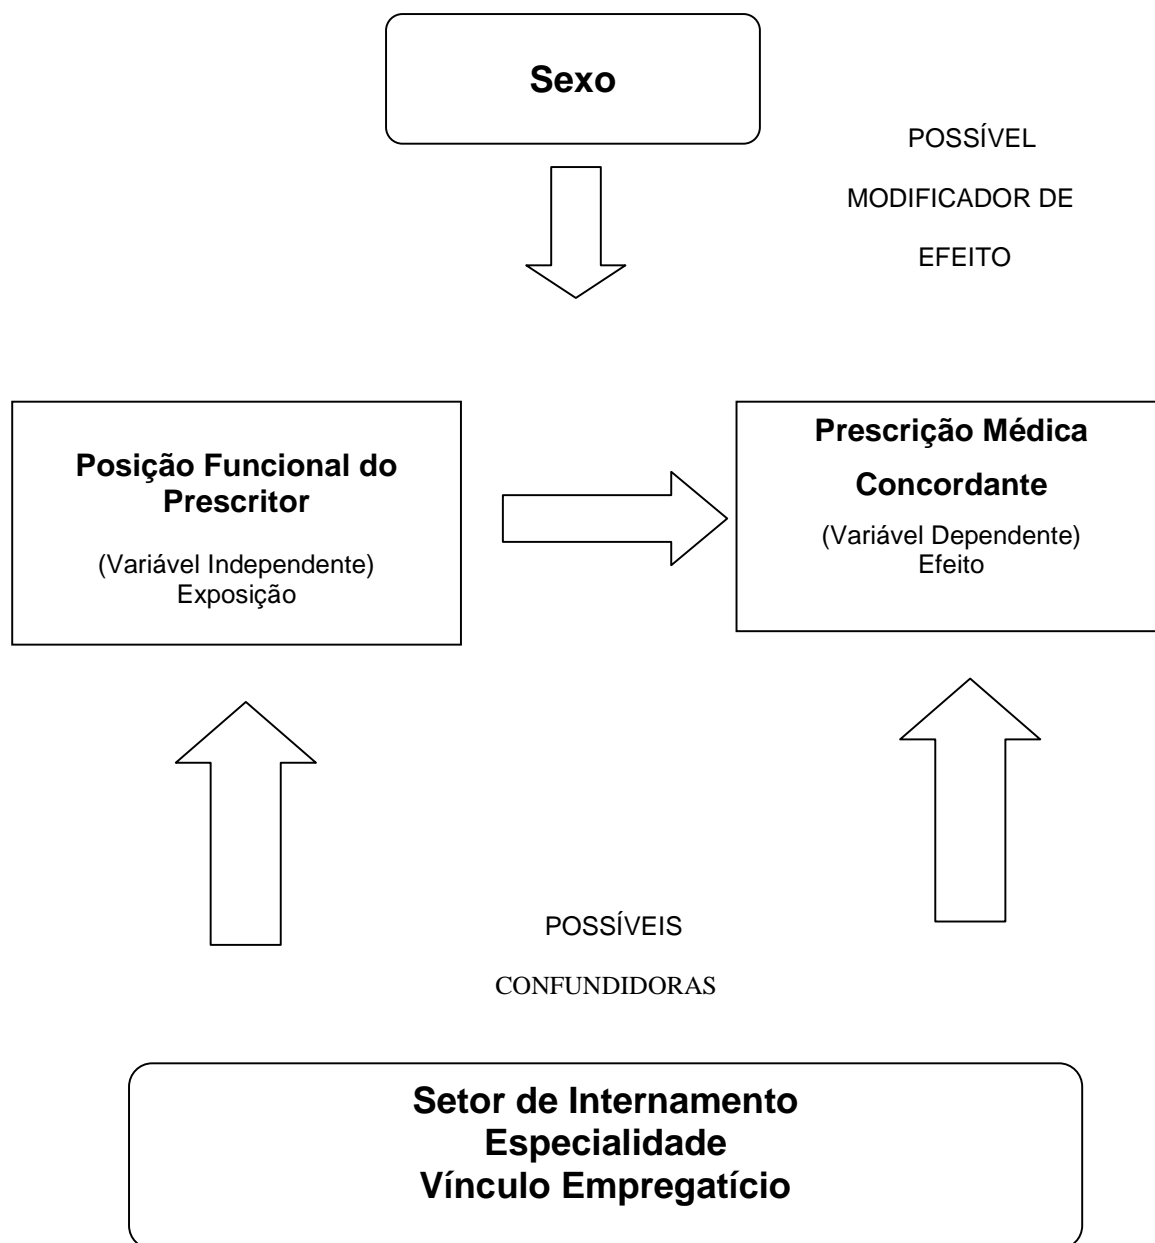 Sexo
POSSÍVEL
MODIFICADOR DE
EFEITO
Posição Funcional do
Prescritor
(Variável Independente)
Exposição
Prescrição Médica
Concordante
(Variável Dependente)
Efeito
POSSÍVEIS
CONFUNDIDORAS
Setor de Internamento
Especialidade
Vínculo Empregatício